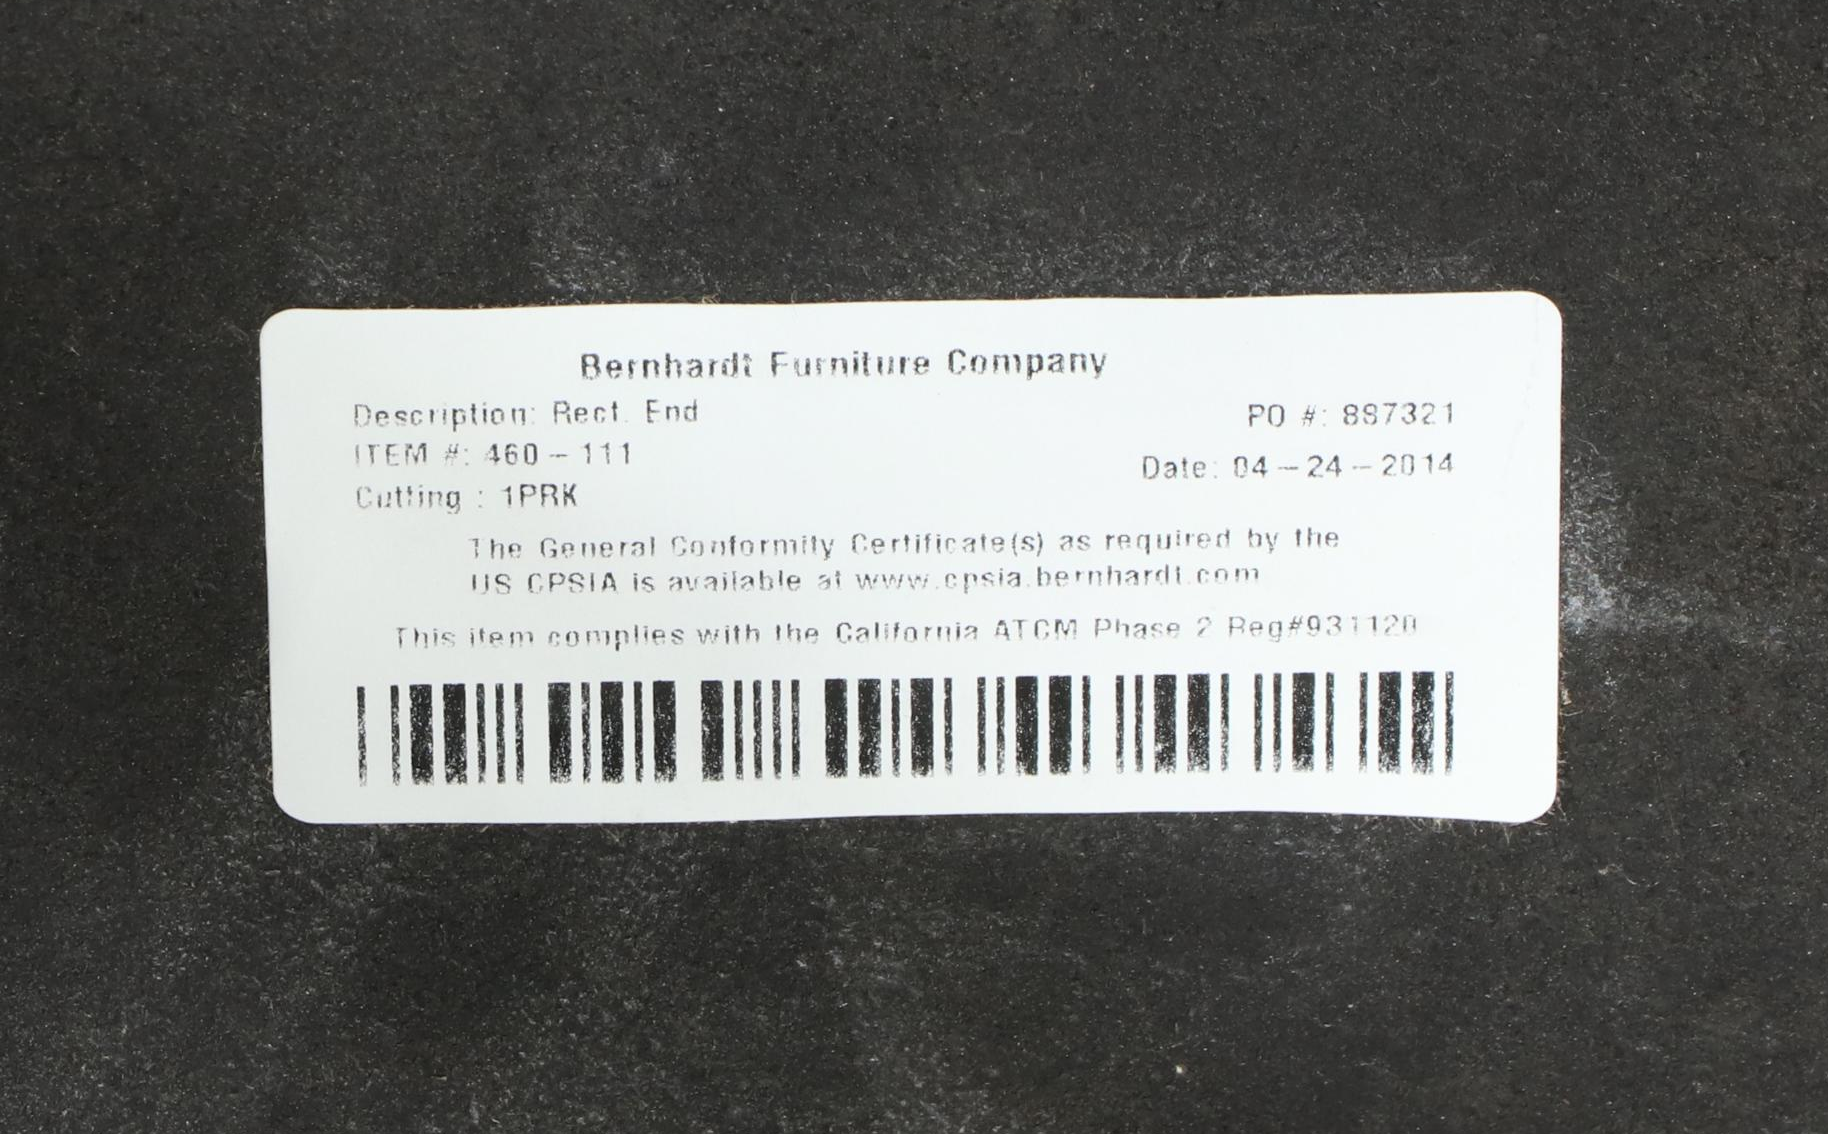 Bernhardt Furniture Company
Description: Rect. End
PO #: 887321
ITEM #: 460-111
Date: 04-24-2014
Cutting : 1PRK
The General Conformity Certificate(s) as required by the
US CPSIA is available at www.cpsia.bernhardt.com
This item complies with the California ATCM Phase 2 Reg#931120